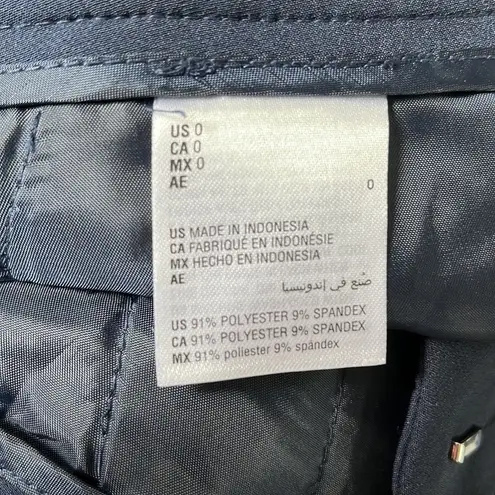 US 0
CA 0
MX 0
AE 0
US MADE IN INDONESIA
CA FABRIQUÉ EN INDONÉSIE
MX HECHO EN INDONESIA
AE
صُنع في إندونيسيا
US 91% POLYESTER 9% SPANDEX
CA 91% POLYESTER 9% SPANDEX
MX 91% poliester 9% spándex